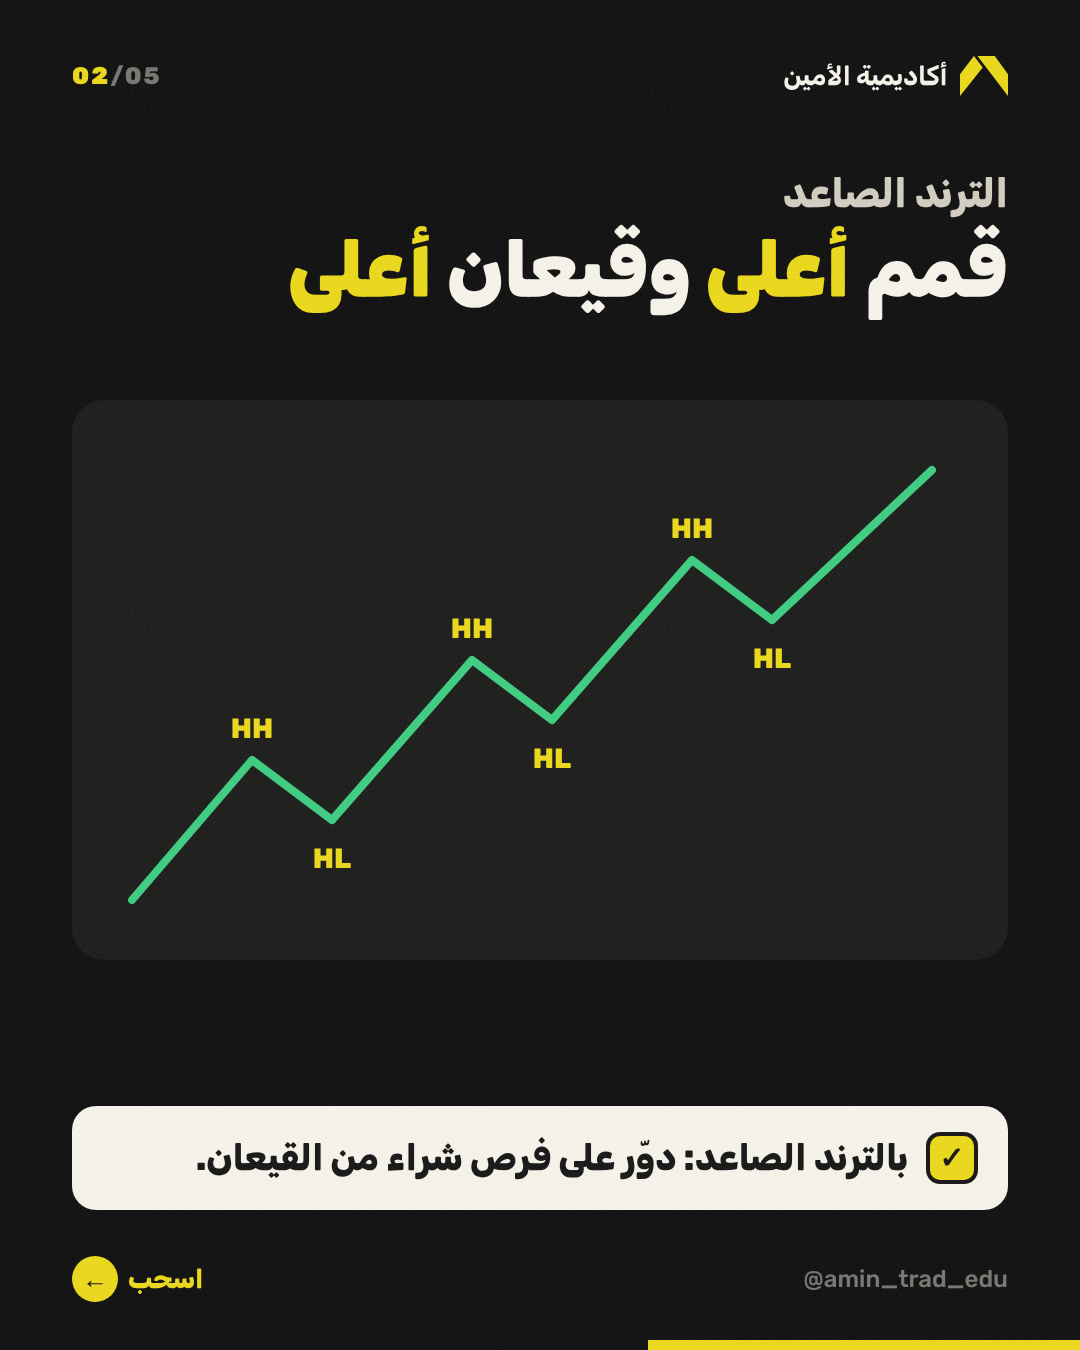 أكاديمية الأمين
02/05
الترند الصاعد
قمم أعلى وقيعان أعلى
HH
HL
HH
HL
HH
HL
✓ بالترند الصاعد: دوّر على فرص شراء من القيعان.
@amin_trad_edu
اسحب ←